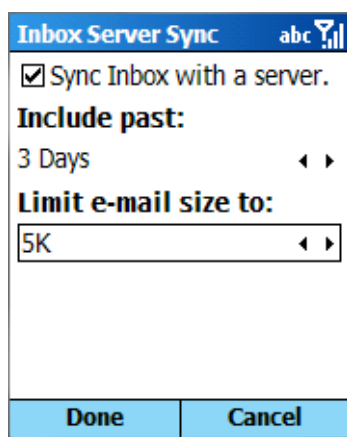 Inbox Server Sync abc
Sync Inbox with a server.
Include past:
3 Days
Limit e-mail size to:
5K
Done Cancel